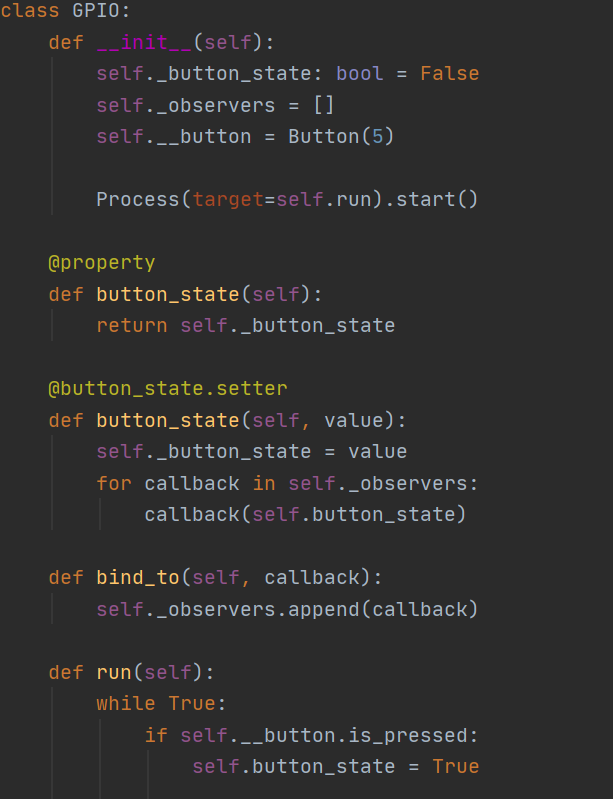 class GPIO:
    def __init__(self):
        self._button_state: bool = False
        self._observers = []
        self.__button = Button(5)

        Process(target=self.run).start()

    @property
    def button_state(self):
        return self._button_state

    @button_state.setter
    def button_state(self, value):
        self._button_state = value
        for callback in self._observers:
            callback(self.button_state)

    def bind_to(self, callback):
        self._observers.append(callback)

    def run(self):
        while True:
            if self.__button.is_pressed:
                self.button_state = True